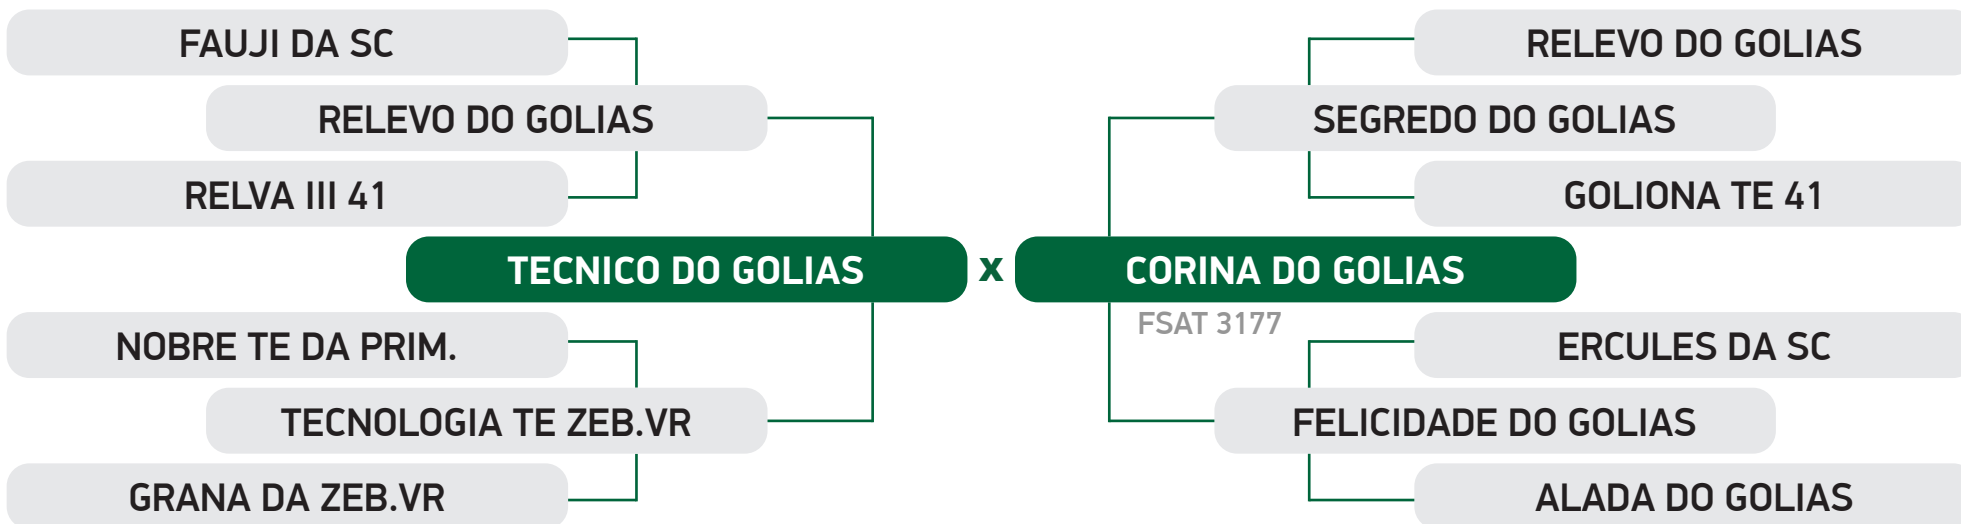 FAUJI DA SC
RELEVO DO GOLIAS
RELEVO DO GOLIAS
SEGREDO DO GOLIAS
RELVA III 41
GOLIONA TE 41
TECNICO DO GOLIAS x CORINA DO GOLIAS
FSAT 3177
NOBRE TE DA PRIM.
ERCULES DA SC
TECNOLOGIA TE ZEB.VR
FELICIDADE DO GOLIAS
GRANA DA ZEB.VR
ALADA DO GOLIAS